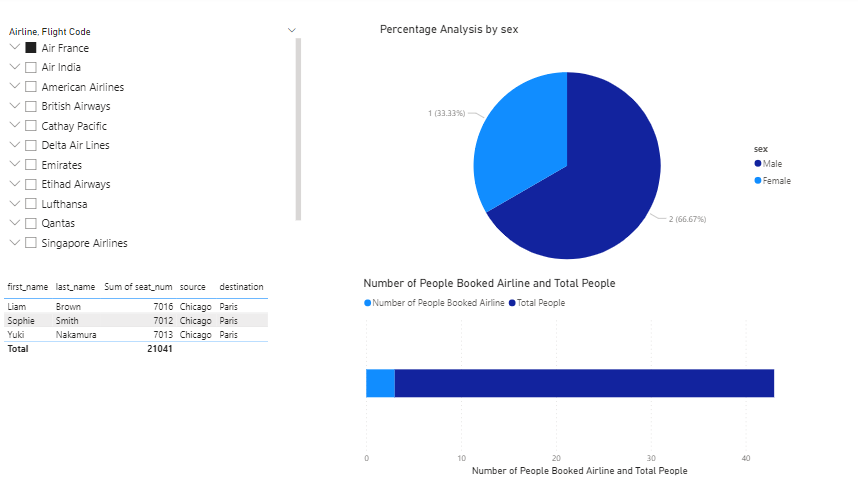 Airline, Flight Code
Air France
Air India
American Airlines
British Airways
Cathay Pacific
Delta Air Lines
Emirates
Etihad Airways
Lufthansa
Qantas
Singapore Airlines
Percentage Analysis by sex
1 (33.33%)
2 (66.67%)
sex
Male
Female
first_name last_name Sum of seat_num source destination
Liam Brown 7016 Chicago Paris
Sophie Smith 7012 Chicago Paris
Yuki Nakamura 7013 Chicago Paris
Total 21041
Number of People Booked Airline and Total People
Number of People Booked Airline Total People
0 10 20 30 40
Number of People Booked Airline and Total People